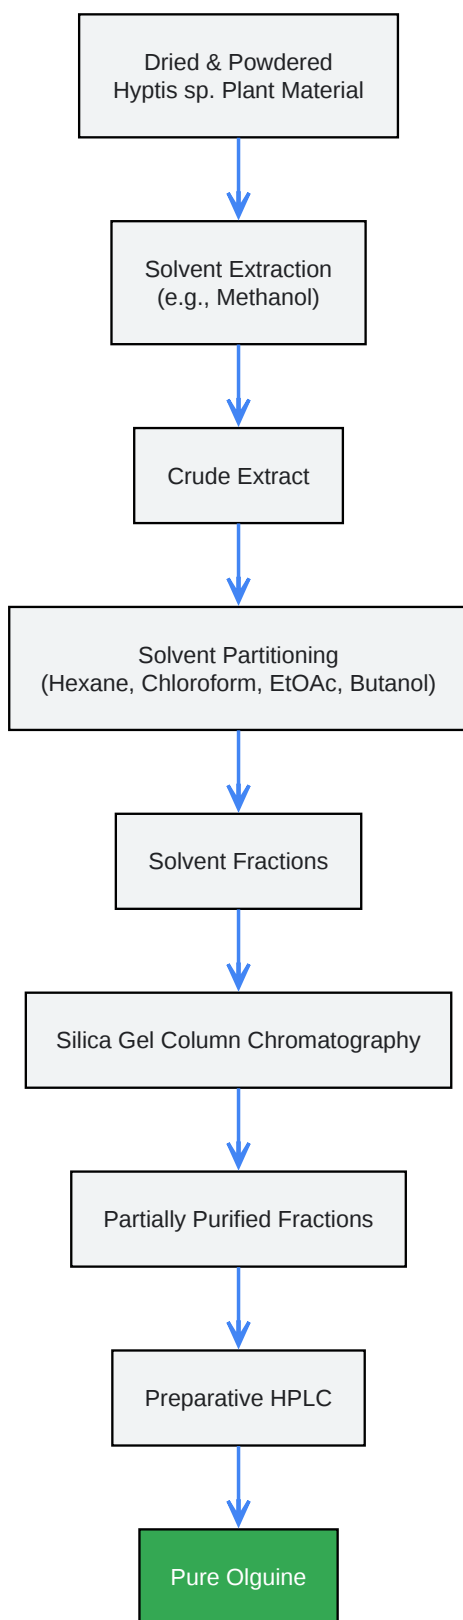 Dried & Powdered
Hyptis sp. Plant Material
Solvent Extraction
(e.g., Methanol)
Crude Extract
Solvent Partitioning
(Hexane, Chloroform, EtOAc, Butanol)
Solvent Fractions
Silica Gel Column Chromatography
Partially Purified Fractions
Preparative HPLC
Pure Olguine